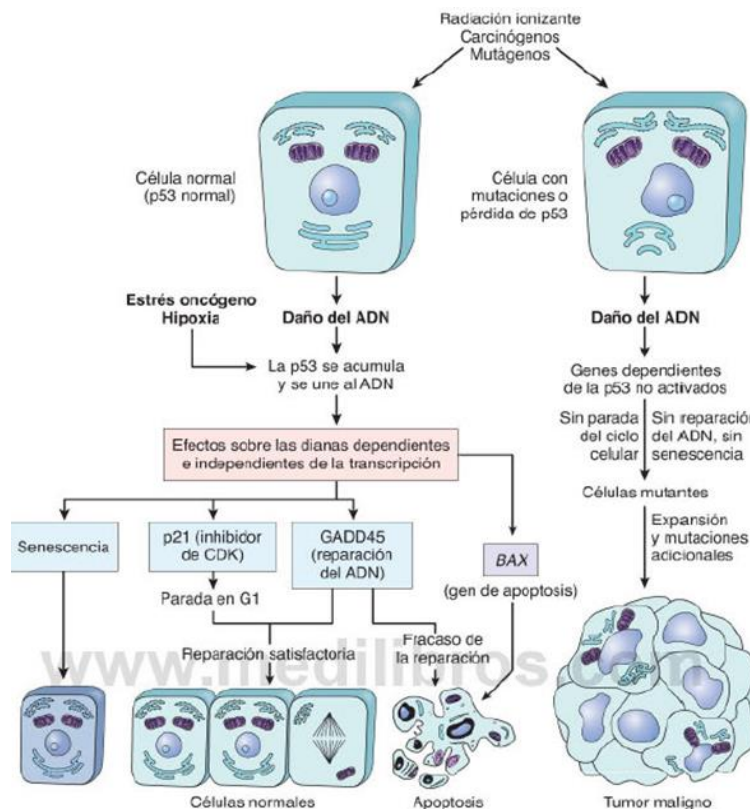 Radiación ionizante
Carcinógenos
Mutágenos
Célula normal
(p53 normal)
Célula con
mutaciones o
pérdida de p53
Estrés oncógeno
Hipoxia
Daño del ADN
Daño del ADN
La p53 se acumula
y se une al ADN
Genes dependientes
de la p53 no activados
Efectos sobre las dianas dependientes
e independientes de la transcripción
Sin parada
del ciclo
celular
Sin reparación
del ADN, sin
senescencia
Células mutantes
Senescencia
p21 (inhibidor
de CDK)
GADD45
(reparación
del ADN)
BAX
(gen de apoptosis)
Expansión
y mutaciones
adicionales
Parada en G1
Reparación satisfactoria
Fracaso de
la reparación
www.medilibros.com
Células normales
Apoptosis
Tumor maligno